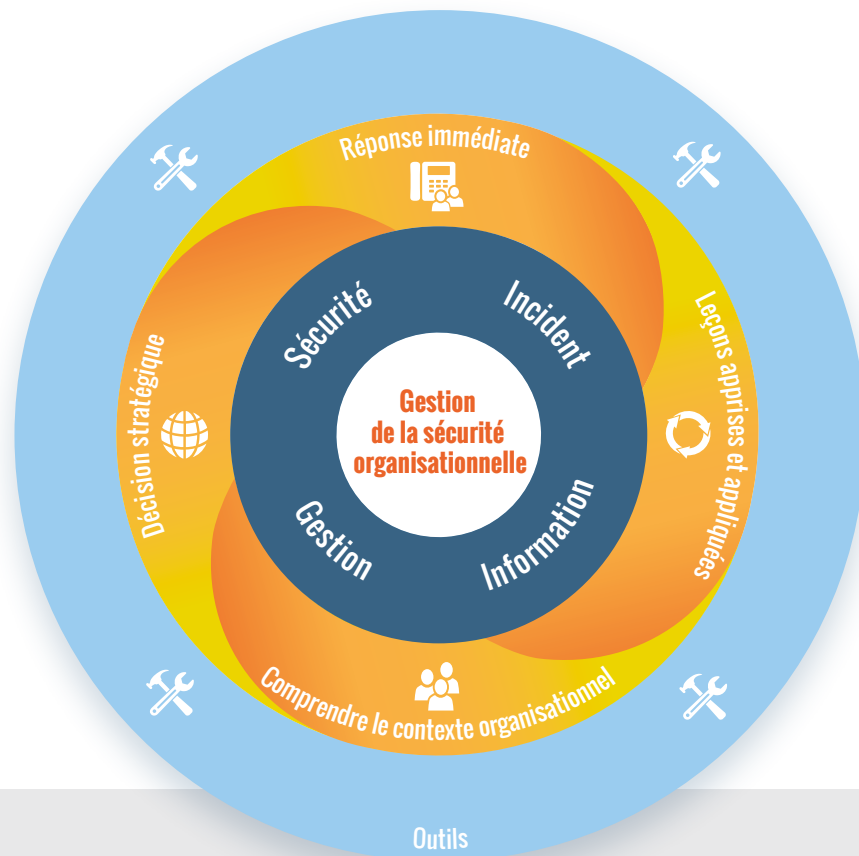 Réponse immédiate
Leçons apprises et appliquées
Comprendre le contexte organisationnel
Décision stratégique
Sécurité
Incident
Information
Gestion
Gestion
de la sécurité
organisationnelle
Outils